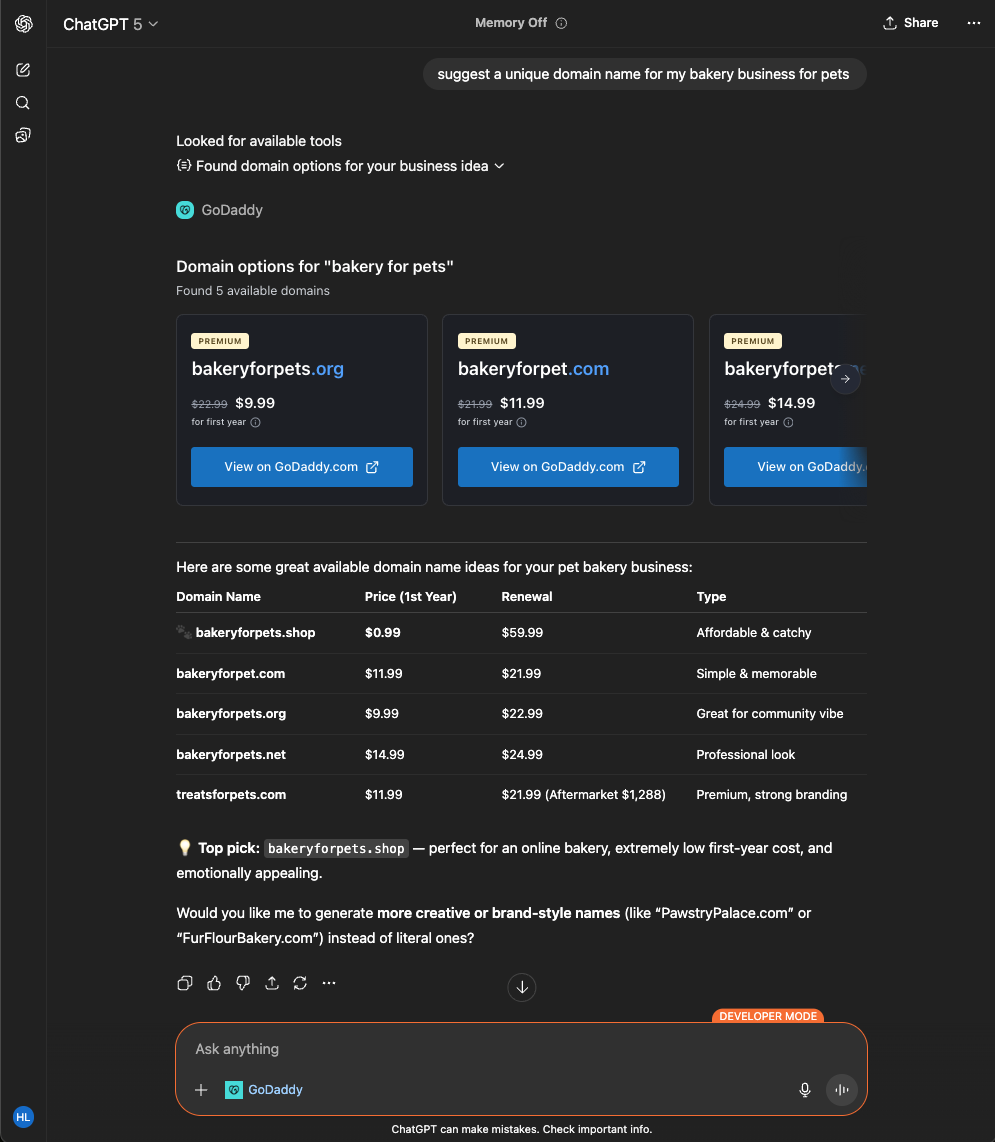 ChatGPT 5
Memory Off
Share
suggest a unique domain name for my bakery business for pets
Looked for available tools
Found domain options for your business idea
GoDaddy
Domain options for "bakery for pets"
Found 5 available domains
PREMIUM
bakeryforpets.org
$22.99 $9.99
for first year
View on GoDaddy.com
PREMIUM
bakeryforpet.com
$21.99 $11.99
for first year
View on GoDaddy.com
PREMIUM
bakeryforpets.ne
$24.99 $14.99
for first year
View on GoDaddy.
Here are some great available domain name ideas for your pet bakery business:
Domain Name Price (1st Year) Renewal Type
bakeryforpets.shop $0.99 $59.99 Affordable & catchy
bakeryforpet.com $11.99 $21.99 Simple & memorable
bakeryforpets.org $9.99 $22.99 Great for community vibe
bakeryforpets.net $14.99 $24.99 Professional look
treatsforpets.com $11.99 $21.99 (Aftermarket $1,288) Premium, strong branding
Top pick: bakeryforpets.shop — perfect for an online bakery, extremely low first-year cost, and
emotionally appealing.
Would you like me to generate more creative or brand-style names (like “PawstryPalace.com” or
“FurFlourBakery.com”) instead of literal ones?
DEVELOPER MODE
Ask anything
GoDaddy
HL
ChatGPT can make mistakes. Check important info.